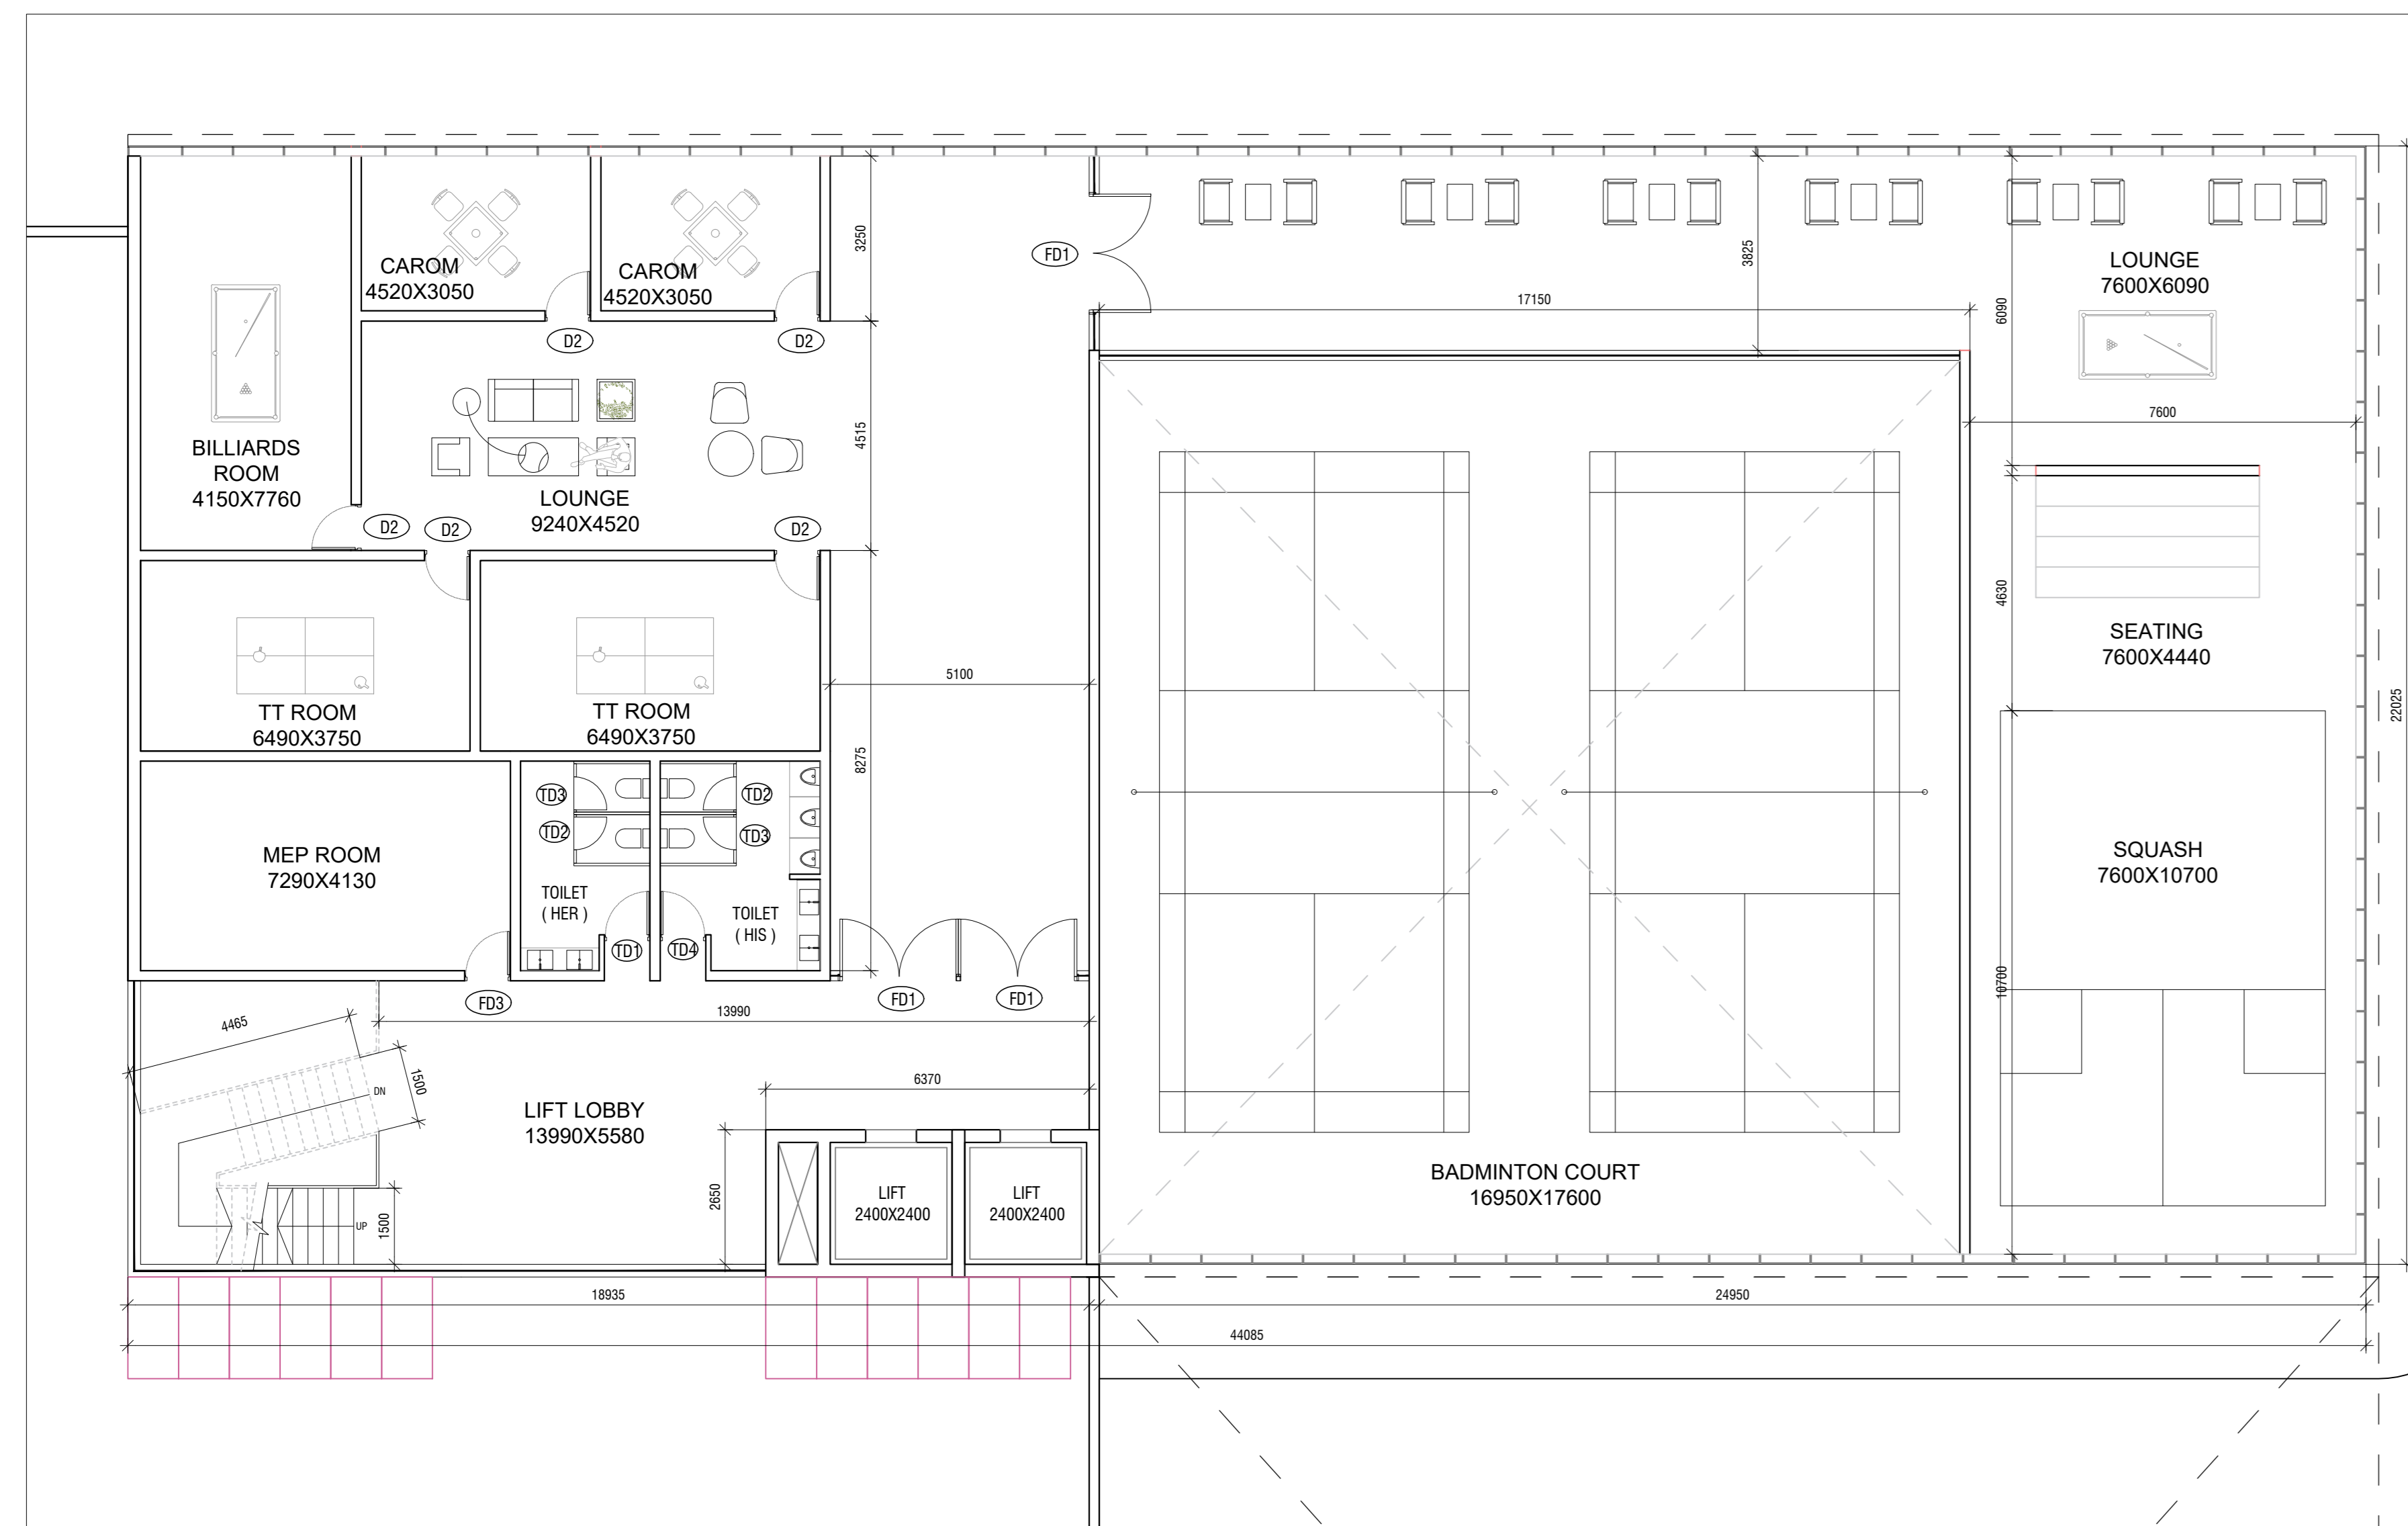 CAROM
4520X3050
CAROM
4520X3050
3250
FD1
3825
LOUNGE
7600X6090
17150
6090
D2
D2
7600
BILLIARDS
ROOM
4150X7760
4515
LOUNGE
9240X4520
D2
D2
D2
4630
SEATING
7600X4440
5100
22025
TT ROOM
6490X3750
TT ROOM
6490X3750
8275
TD3
TD2
TD2
TD3
MEP ROOM
7290X4130
SQUASH
7600X10700
TOILET
( HER )
TOILET
( HIS )
TD1
TD4
10700
FD3
FD1
FD1
13990
4465
1500
DN
6370
LIFT LOBBY
13990X5580
BADMINTON COURT
16950X17600
2650
LIFT
2400X2400
LIFT
2400X2400
UP
1500
18935
24950
44085